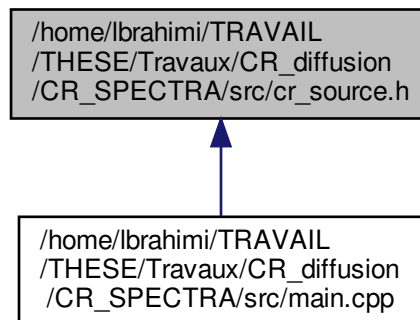 /home/lbrahimi/TRAVAIL
/THESE/Travaux/CR_diffusion
/CR_SPECTRA/src/cr_source.h
/home/lbrahimi/TRAVAIL
/THESE/Travaux/CR_diffusion
/CR_SPECTRA/src/main.cpp